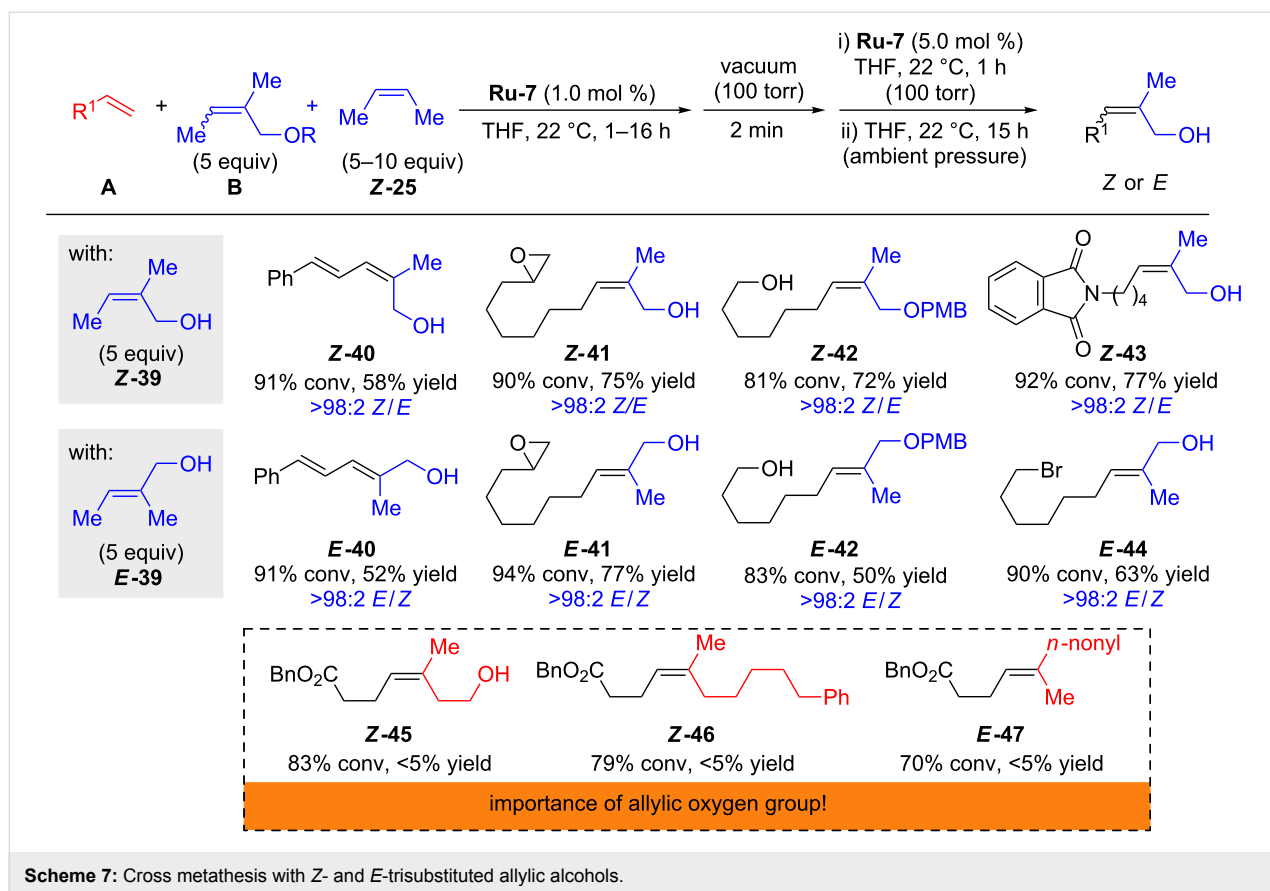 R1
+
Me
Me
OR
(5 equiv)
+
Me Me
(5–10 equiv)
A
B
Z-25
Ru-7 (1.0 mol %)
THF, 22 °C, 1–16 h
vacuum
(100 torr)
2 min
i) Ru-7 (5.0 mol %)
THF, 22 °C, 1 h
(100 torr)
ii) THF, 22 °C, 15 h
(ambient pressure)
Me
R1
OH
Z or E
with:
Me
Me
OH
(5 equiv)
Z-39
Ph
Me
OH
Z-40
91% conv, 58% yield
>98:2 Z/E
O
Me
OH
Z-41
90% conv, 75% yield
>98:2 Z/E
OH
Me
OPMB
Z-42
81% conv, 72% yield
>98:2 Z/E
O
N
O
( )4
Me
OH
Z-43
92% conv, 77% yield
>98:2 Z/E
with:
OH
Me Me
(5 equiv)
E-39
Ph
OH
Me
E-40
91% conv, 52% yield
>98:2 E/Z
O
OH
Me
E-41
94% conv, 77% yield
>98:2 E/Z
OH
OPMB
Me
E-42
83% conv, 50% yield
>98:2 E/Z
Br
OH
Me
E-44
90% conv, 63% yield
>98:2 E/Z
BnO2C
Me
OH
Z-45
83% conv, <5% yield
BnO2C
Me
Ph
Z-46
79% conv, <5% yield
BnO2C
n-nonyl
Me
E-47
70% conv, <5% yield
importance of allylic oxygen group!
Scheme 7: Cross metathesis with Z- and E-trisubstituted allylic alcohols.